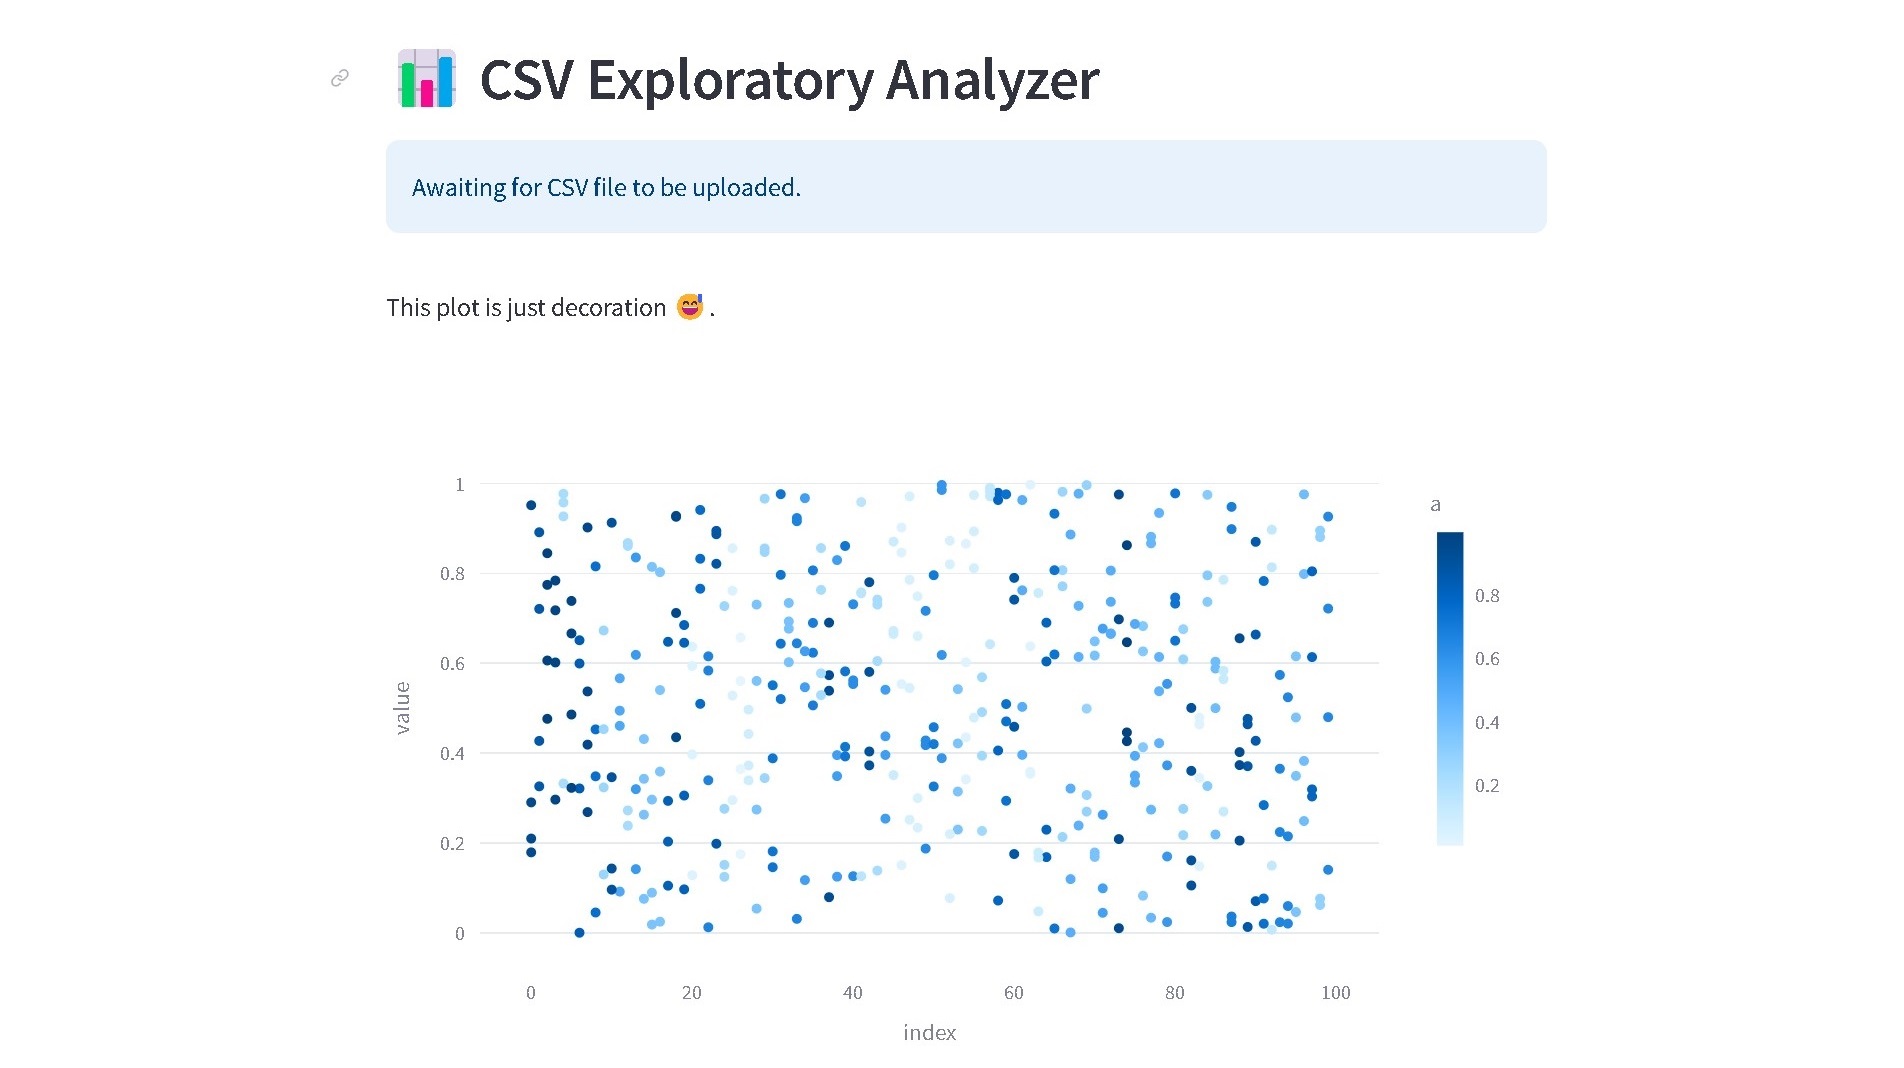 CSV Exploratory Analyzer
Awaiting for CSV file to be uploaded.
This plot is just decoration 😅 .
1
0.8
0.6
0.4
0.2
0
value
0 20 40 60 80 100
index
a
0.8
0.6
0.4
0.2